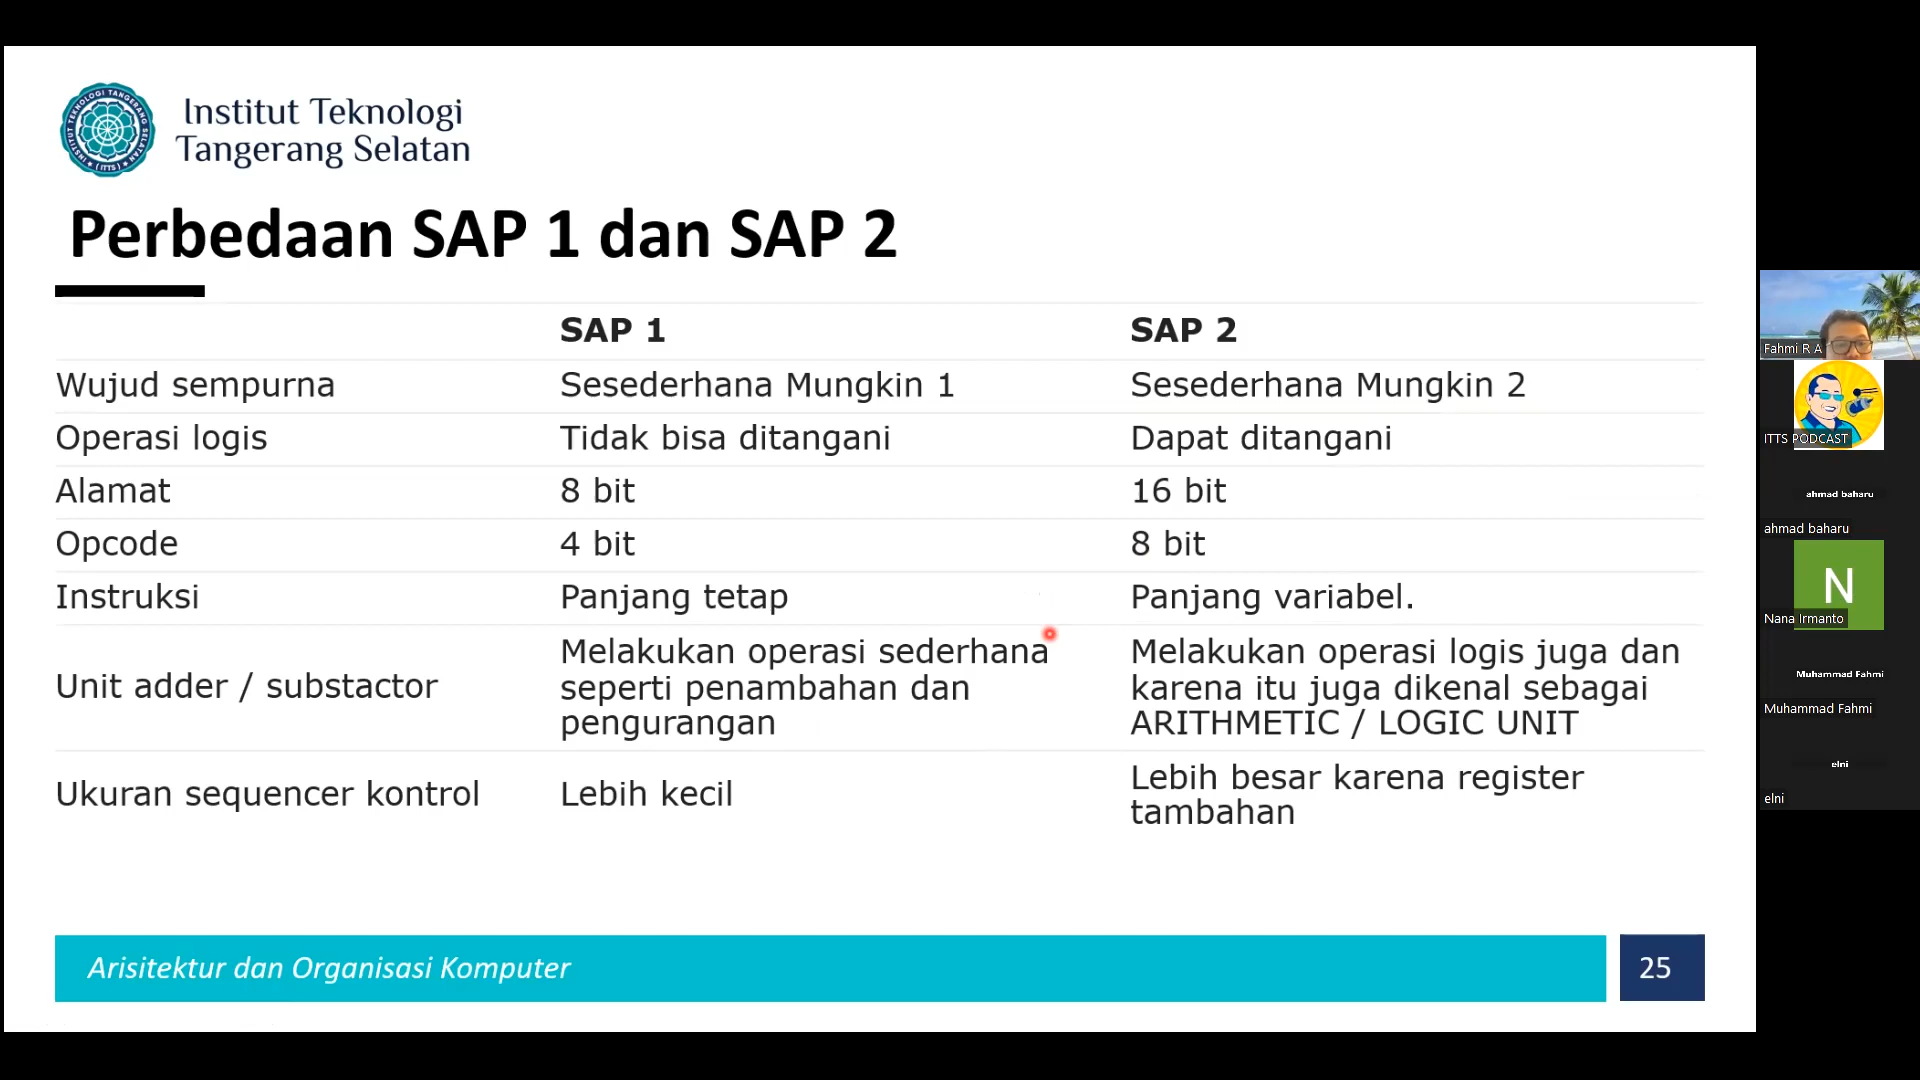 Institut Teknologi
Tangerang Selatan
Perbedaan SAP 1 dan SAP 2
SAP 1 SAP 2
Wujud sempurna Sesederhana Mungkin 1 Sesederhana Mungkin 2
Operasi logis Tidak bisa ditangani Dapat ditangani
Alamat 8 bit 16 bit
Opcode 4 bit 8 bit
Instruksi Panjang tetap Panjang variabel.
Unit adder / substactor
Melakukan operasi sederhana
seperti penambahan dan
pengurangan
Melakukan operasi logis juga dan
karena itu juga dikenal sebagai
ARITHMETIC / LOGIC UNIT
Ukuran sequencer kontrol Lebih kecil
Lebih besar karena register
tambahan
Arisitektur dan Organisasi Komputer
25
Fahmi R A
ITTS PODCAST
ahmad baharu
ahmad baharu
N
Nana Irmanto
Muhammad Fahmi
Muhammad Fahmi
elni
elni
INSTITUT TEKNOLOGI TANGERANG SELATAN
(ITTS)